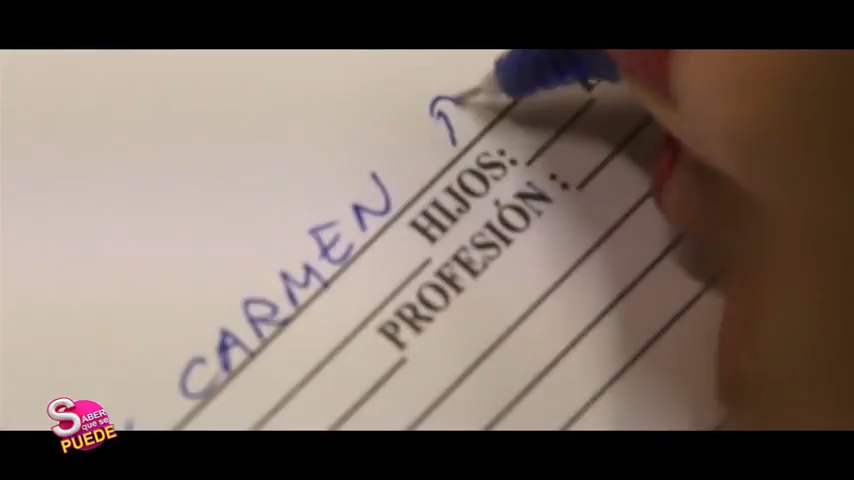 CARMEN
HIJOS:
PROFESIÓN :
SABER
que se
PUEDE